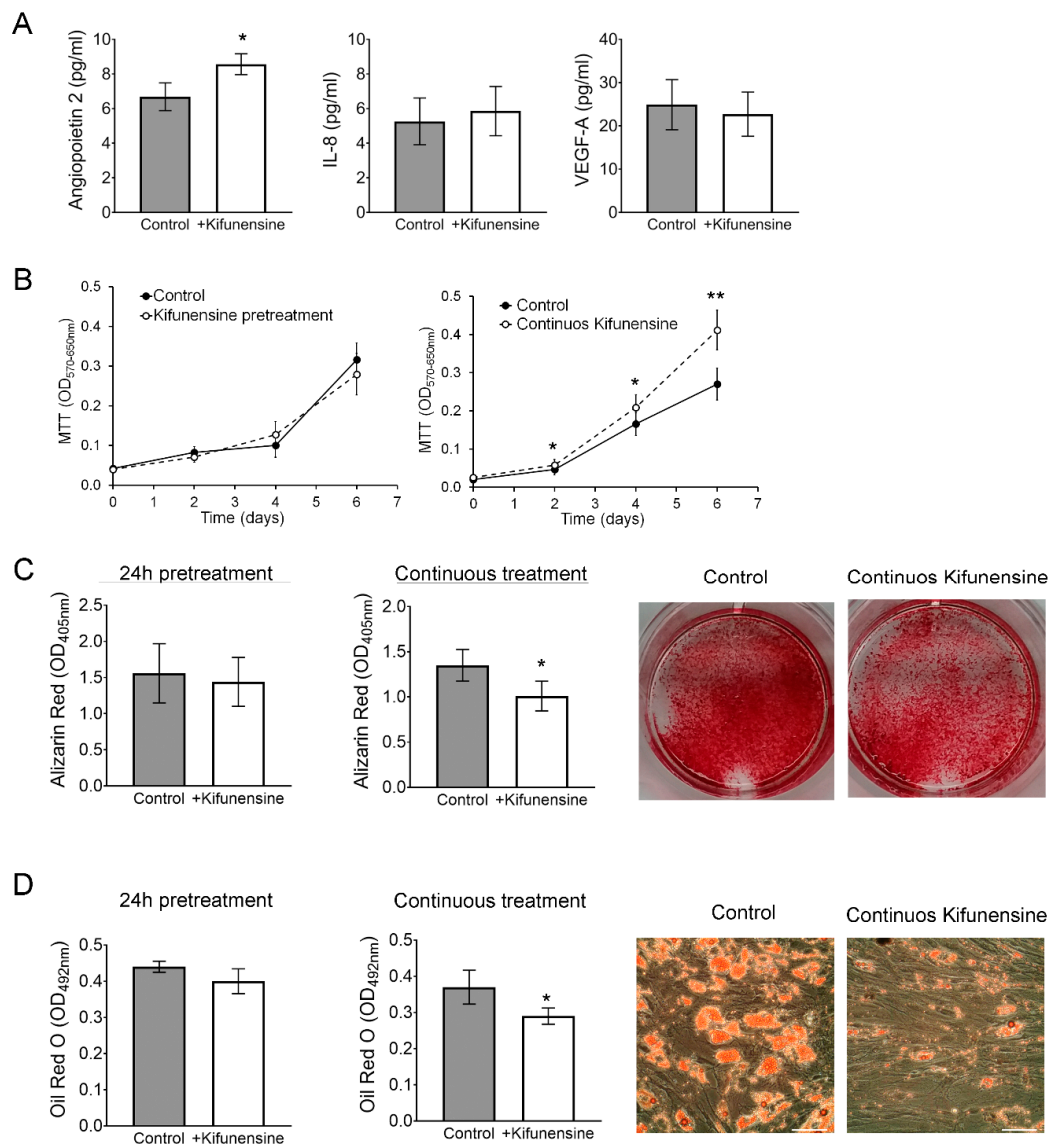 A
Angiopoietin 2 (pg/ml)
10
8
6
4
2
0
*
Control +Kifunensine
IL-8 (pg/ml)
10
8
6
4
2
0
Control +Kifunensine
VEGF-A (pg/ml)
40
30
20
10
0
Control +Kifunensine
B
MTT (OD570-650nm)
0.5
0.4
0.3
0.2
0.1
0.0
Control
Kifunensine pretreatment
0 1 2 3 4 5 6 7
Time (days)
MTT (OD570-650nm)
0.5
0.4
0.3
0.2
0.1
0.0
Control
Continuos Kifunensine
*
*
**
0 1 2 3 4 5 6 7
Time (days)
C
24h pretreatment
Alizarin Red (OD405nm)
2.5
2.0
1.5
1.0
0.5
0.0
Control +Kifunensine
Continuous treatment
Alizarin Red (OD405nm)
2.0
1.5
1.0
0.5
0.0
*
Control +Kifunensine
Control
Continuos Kifunensine
D
24h pretreatment
Oil Red O (OD492nm)
0.5
0.4
0.3
0.2
0.1
0.0
Control +Kifunensine
Continuous treatment
Oil Red O (OD492nm)
0.5
0.4
0.3
0.2
0.1
0.0
*
Control +Kifunensine
Control
Continuos Kifunensine